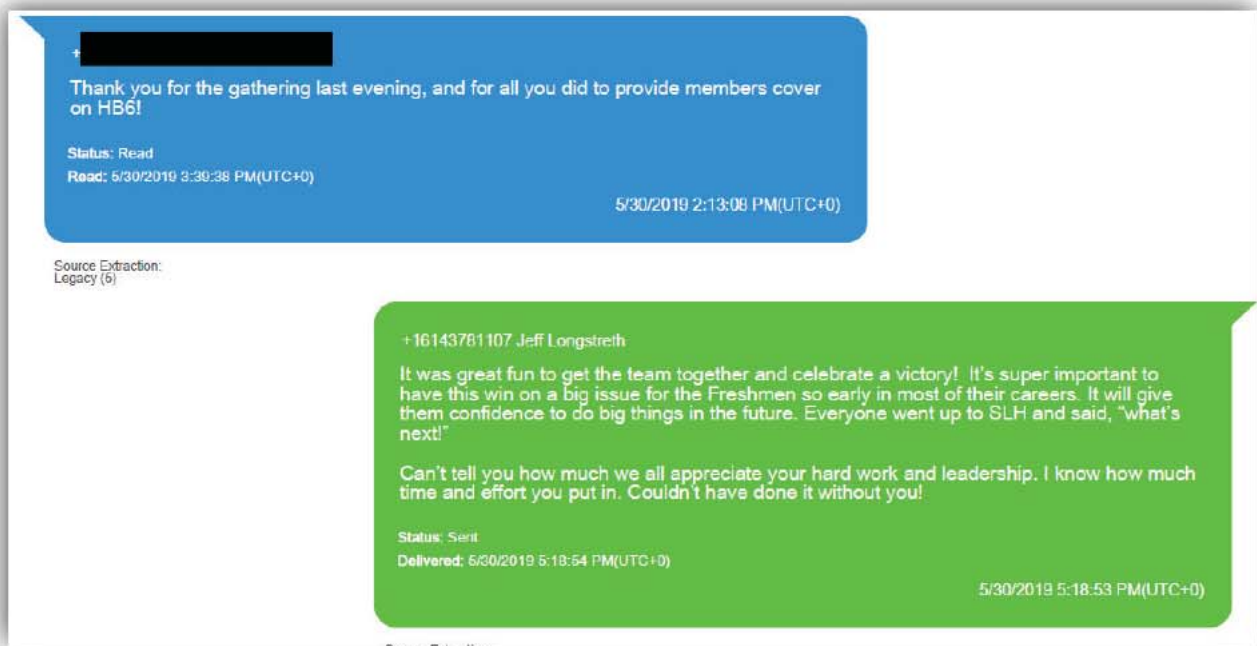 +
Thank you for the gathering last evening, and for all you did to provide members cover
on HB6!
Status: Read
Read: 5/30/2019 3:39:38 PM(UTC+0)
5/30/2019 2:13:08 PM(UTC+0)
Source Extraction:
Legacy (6)
+16143781107 Jeff Longstreth
It was great fun to get the team together and celebrate a victory!  It's super important to
have this win on a big issue for the Freshmen so early in most of their careers. It will give
them confidence to do big things in the future. Everyone went up to SLH and said, “what's
next!”
Can't tell you how much we all appreciate your hard work and leadership. I know how much
time and effort you put in. Couldn't have done it without you!
Status: Sent
Delivered: 5/30/2019 5:18:54 PM(UTC+0)
5/30/2019 5:18:53 PM(UTC+0)